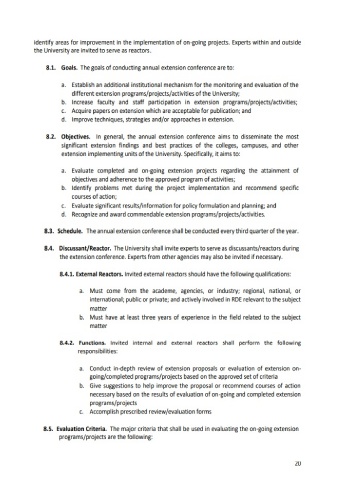 identify areas for improvement in the implementation of on-going projects. Experts within and outside
the University are invited to serve as reactors.
8.1. Goals. The goals of conducting annual extension conference are to:
a. Establish an additional institutional mechanism for the monitoring and evaluation of the
different extension programs/projects/activities of the University;
b. Increase faculty and staff participation in extension programs/projects/activities;
c. Acquire papers on extension which are acceptable for publication; and
d. Improve techniques, strategies and/or approaches in extension.
8.2. Objectives. In general, the annual extension conference aims to disseminate the most
significant extension findings and best practices of the colleges, campuses, and other
extension implementing units of the University. Specifically, it aims to:
a. Evaluate completed and on-going extension projects regarding the attainment of
objectives and adherence to the approved program of activities;
b. Identify problems met during the project implementation and recommend specific
courses of action;
c. Evaluate significant results/information for policy formulation and planning; and
d. Recognize and award commendable extension programs/projects/activities.
8.3. Schedule. The annual extension conference shall be conducted every third quarter of the year.
8.4. Discussant/Reactor. The University shall invite experts to serve as discussants/reactors during
the extension conference. Experts from other agencies may also be invited if necessary.
8.4.1. External Reactors. Invited external reactors should have the following qualifications:
a. Must come from the academe, agencies, or industry; regional, national, or
international; public or private; and actively involved in RDE relevant to the subject
matter
b. Must have at least three years of experience in the field related to the subject
matter
8.4.2. Functions. Invited internal and external reactors shall perform the following
responsibilities:
a. Conduct in-depth review of extension proposals or evaluation of extension on-
going/completed programs/projects based on the approved set of criteria
b. Give suggestions to help improve the proposal or recommend courses of action
necessary based on the results of evaluation of on-going and completed extension
programs/projects
c. Accomplish prescribed review/evaluation forms
8.5. Evaluation Criteria. The major criteria that shall be used in evaluating the on-going extension
programs/projects are the following:
20